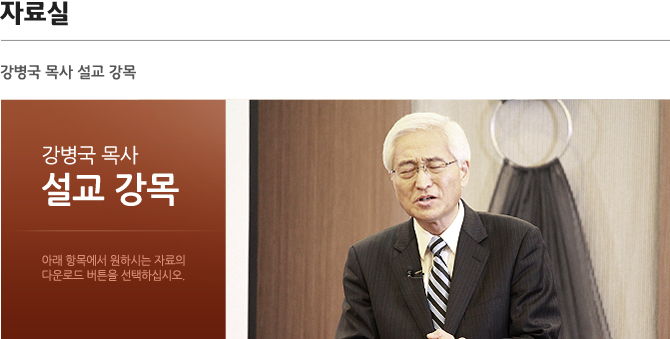 자료실
강병국 목사 설교 강목
강병국 목사
설교 강목
아래 항목에서 원하시는 자료의
다운로드 버튼을 선택하십시오.